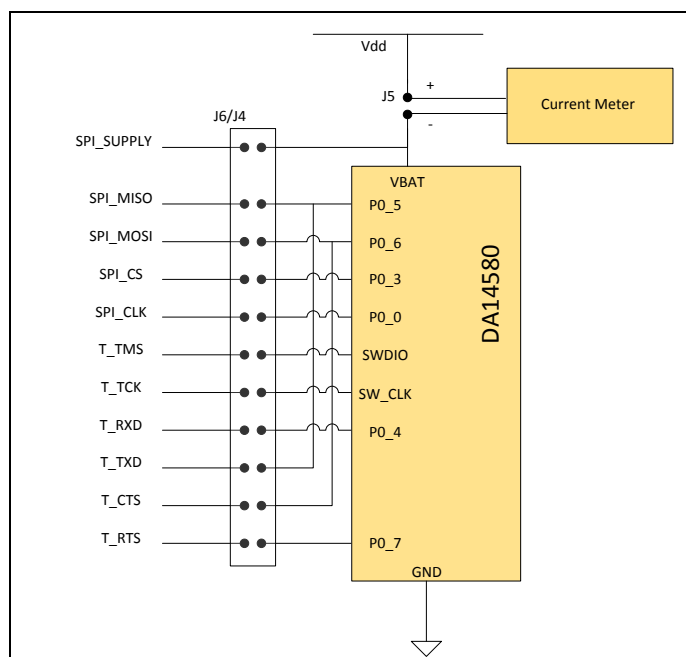 Vdd
J5
+
-
Current Meter
J6/J4
SPI_SUPPLY
VBAT
SPI_MISO
P0_5
SPI_MOSI
P0_6
SPI_CS
P0_3
SPI_CLK
P0_0
T_TMS
SWDIO
T_TCK
SW_CLK
T_RXD
P0_4
T_TXD
T_CTS
T_RTS
P0_7
DA14580
GND